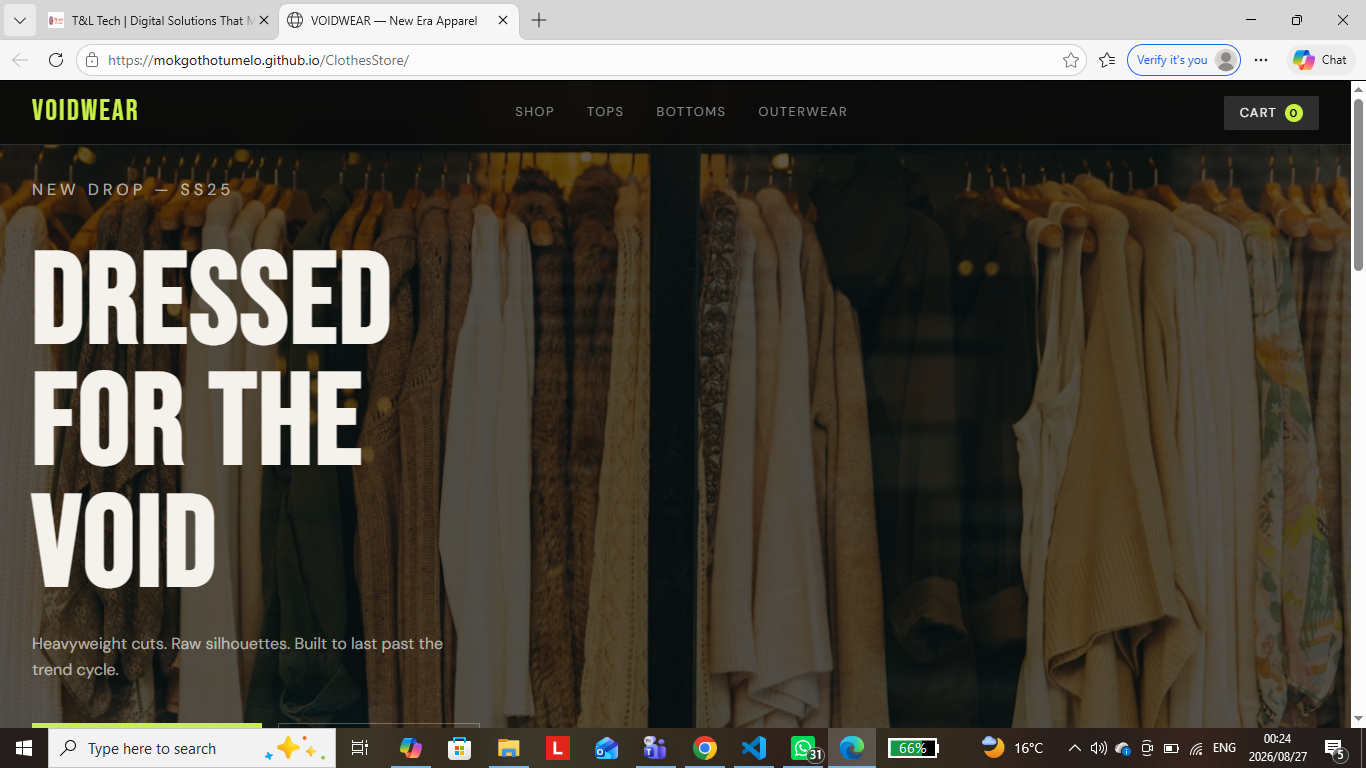 T&L Tech | Digital Solutions That M
VOIDWEAR — New Era Apparel
https://mokgothotumelo.github.io/ClothesStore/
Verify it's you
Chat
VOIDWEAR
SHOP TOPS BOTTOMS OUTERWEAR
CART 0
NEW DROP — SS25
DRESSED
FOR THE
VOID
Heavyweight cuts. Raw silhouettes. Built to last past the
trend cycle.
Type here to search
L
31
66%
16°C
ENG
00:24
2026/08/27
5